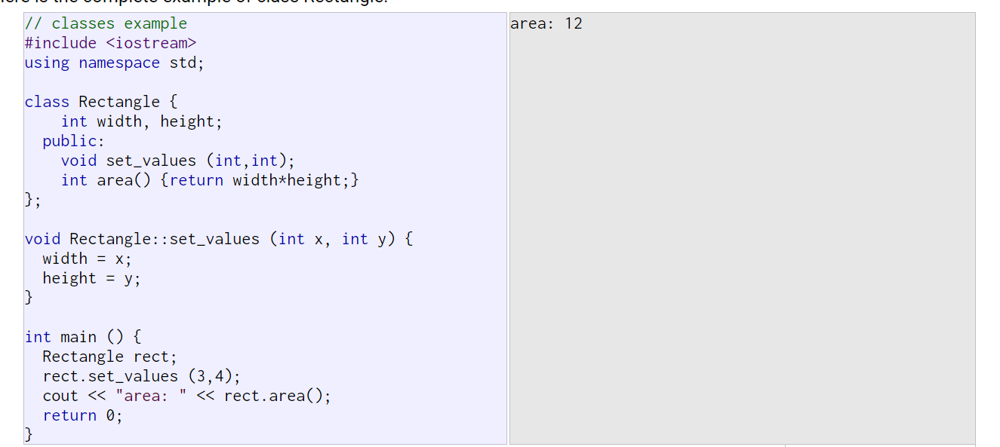 ere is the complete example of class Rectangle:
// classes example
#include <iostream>
using namespace std;

class Rectangle {
    int width, height;
  public:
    void set_values (int,int);
    int area() {return width*height;}
};

void Rectangle::set_values (int x, int y) {
  width = x;
  height = y;
}

int main () {
  Rectangle rect;
  rect.set_values (3,4);
  cout << "area: " << rect.area();
  return 0;
}
area: 12